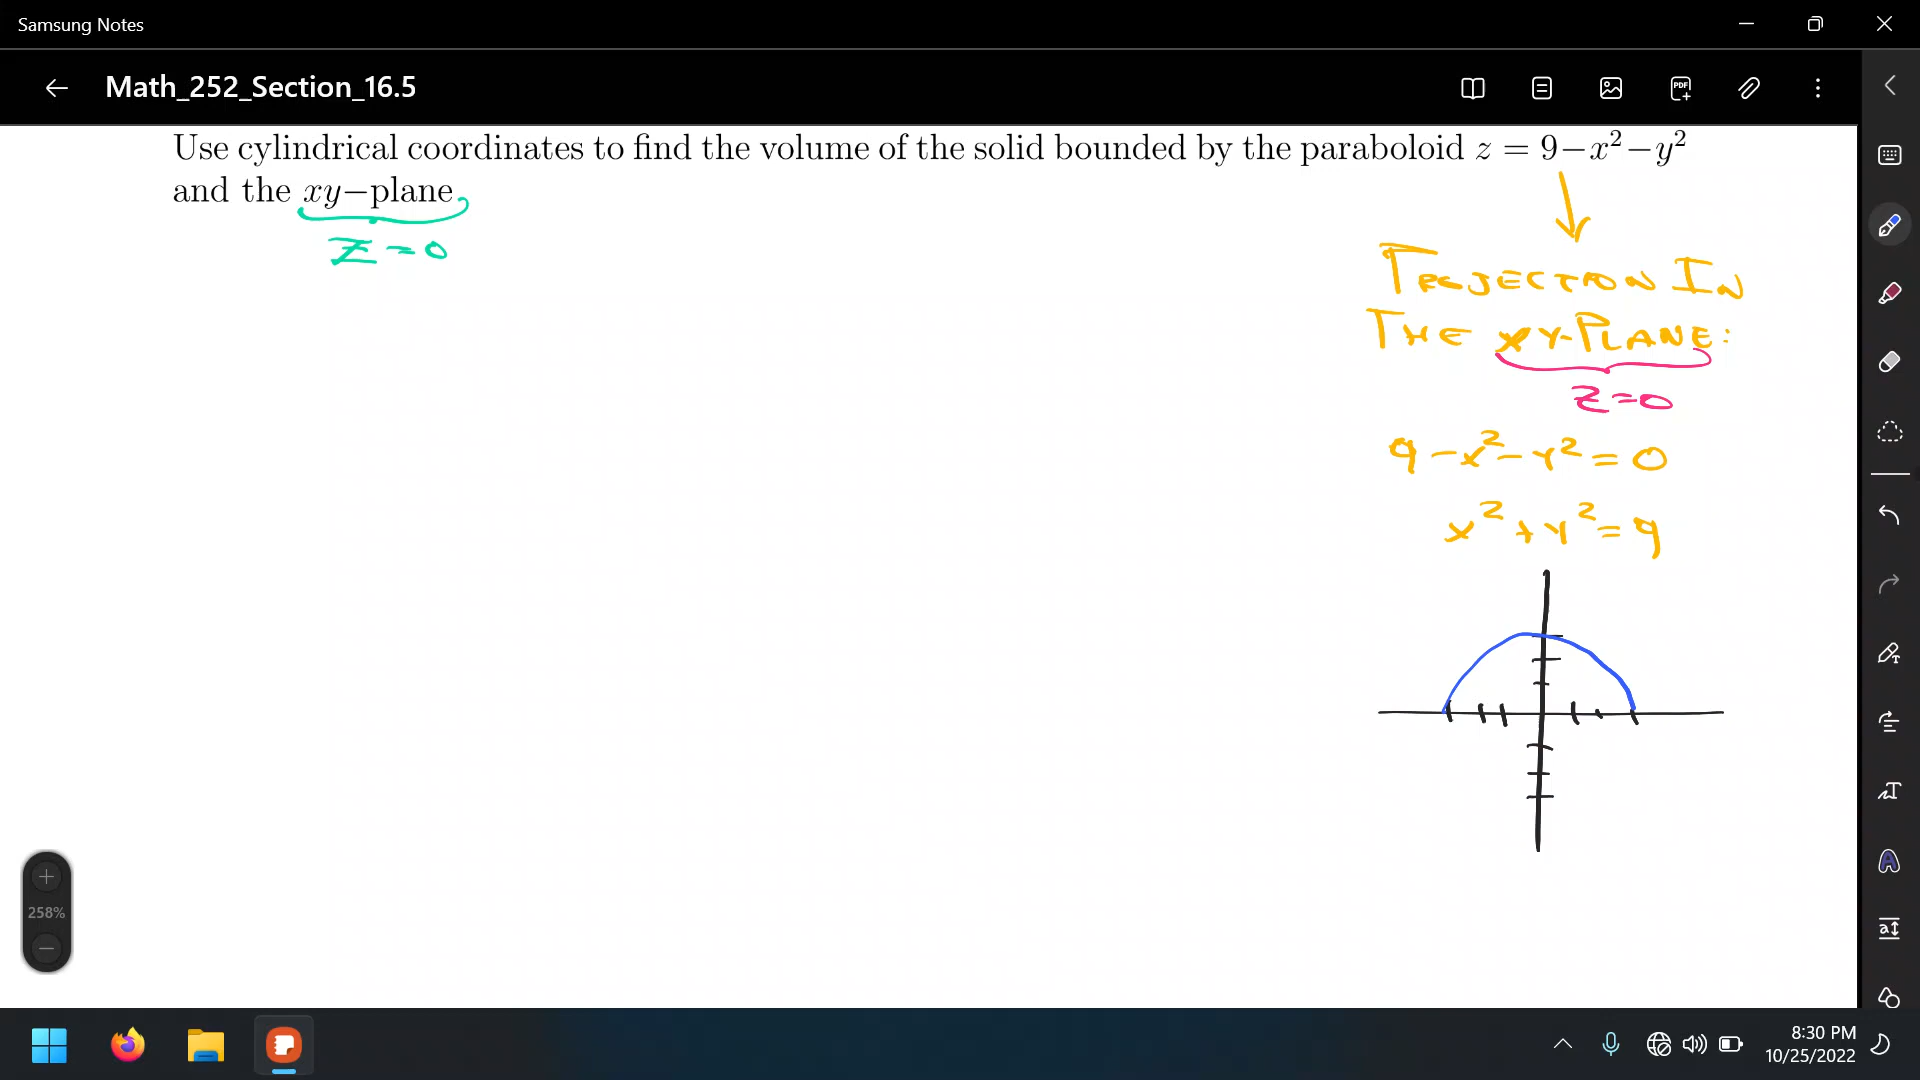 Samsung Notes
Math_252_Section_16.5
Use cylindrical coordinates to find the volume of the solid bounded by the paraboloid z = 9−x²−y²
and the xy−plane.
z = 0
PROJECTION IN
THE XY-PLANE:
z = 0
9 − x² − y² = 0
x² + y² = 9
258%
8:30 PM
10/25/2022